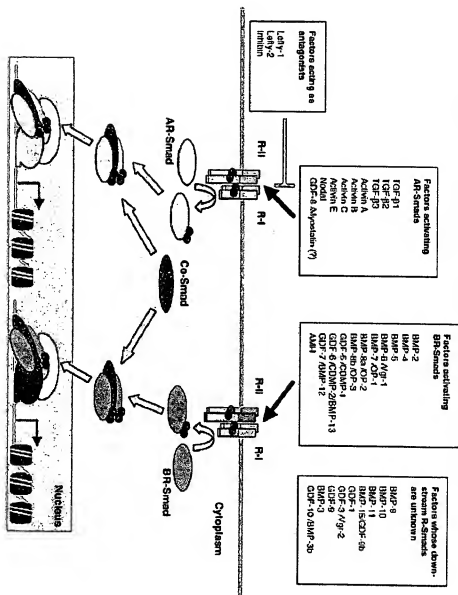 Factors acting as
antagonists
Lefty-1
Lefty-2
Inhibin
Factors activating
AR-Smads
TGF-β1
TGF-β2
TGF-β3
Activin A
Activin B
Activin C
Activin E
Nodal
GDF-8 /Myostatin (?)
Factors activating
BR-Smads
BMP-2
BMP-4
BMP-5
BMP-6/Vgr-1
BMP-7 /OP-1
BMP-8a/OP-2
BMP-8b /OP-3
GDF-5 /CDMP-1
GDF-6 /CDMP-2/BMP-13
GDF-7 /BMP-12
AMH
Factors whose down-
stream R-Smads
are unknown
BMP-9
BMP-10
BMP-11
BMP-15/GDF-9b
GDF-1
GDF-3 /Vgr-2
GDF-9
BMP-3
GDF-10/BMP-3b
R-II
R-I
R-II
R-I
AR-Smad
Co-Smad
BR-Smad
Cytoplasm
Nucleus